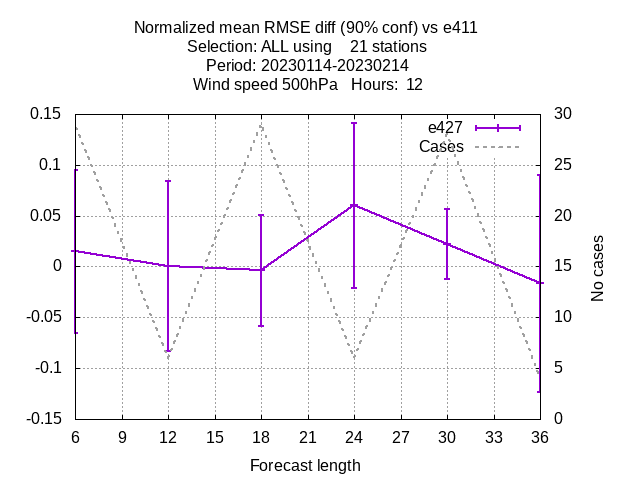 Normalized mean RMSE diff (90% conf) vs e411
Selection: ALL using    21 stations
Period: 20230114-20230214
Wind speed 500hPa   Hours:  12
0.15
0.1
0.05
0
-0.05
-0.1
-0.15
30
25
20
15
10
5
0
e427
Cases
No cases
6 9 12 15 18 21 24 27 30 33 36
Forecast length